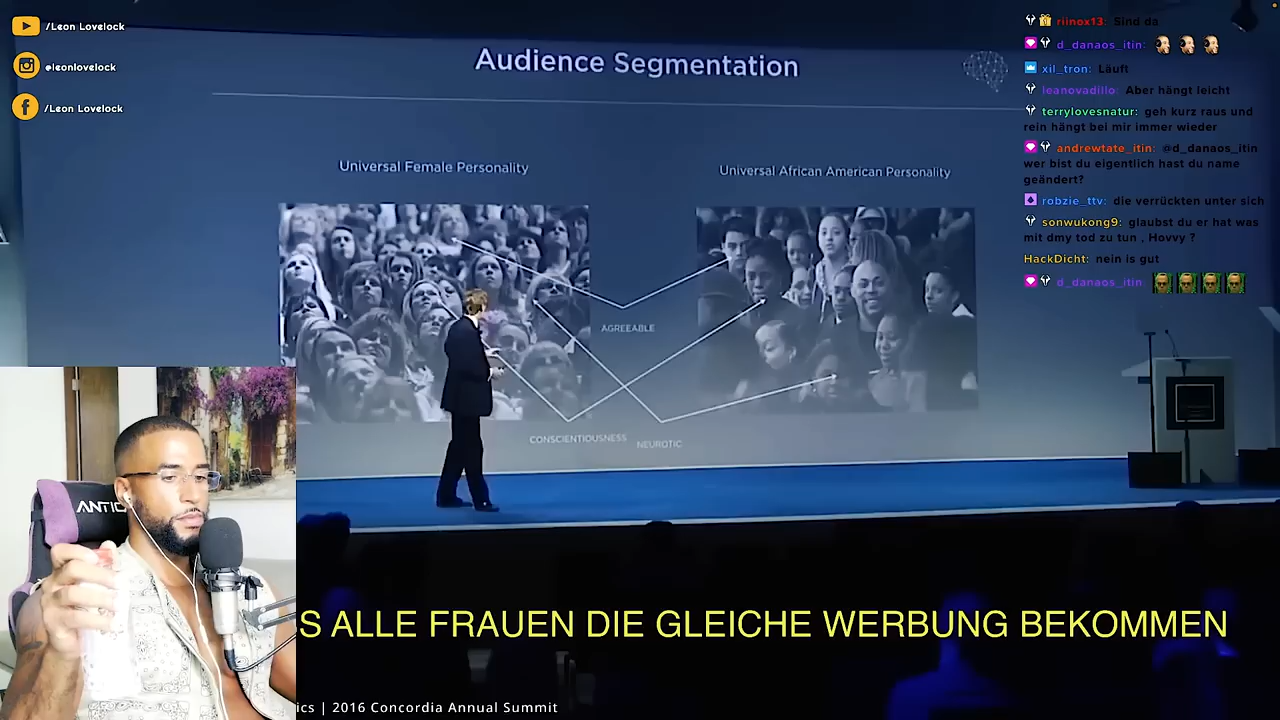 /Leon Lovelock
@leonlovelock
/Leon Lovelock
Audience Segmentation
Universal Female Personality
Universal African American Personality
AGREEABLE
CONSCIENTIOUSNESS
NEUROTIC
riinox13: Sind da
d_danaos_itin:
xil_tron: Läuft
leanovadillo: Aber hängt leicht
terrylovesnatur: geh kurz raus und
rein hängt bei mir immer wieder
andrewtate_itin: @d_danaos_itin
wer bist du eigentlich hast du name
geändert?
robzie_ttv: die verrückten unter sich
sonwukong9: glaubst du er hat was
mit dmy tod zu tun , Hovvy ?
HackDicht: nein is gut
d_danaos_itin:
ANTIC
S ALLE FRAUEN DIE GLEICHE WERBUNG BEKOMMEN
ics | 2016 Concordia Annual Summit